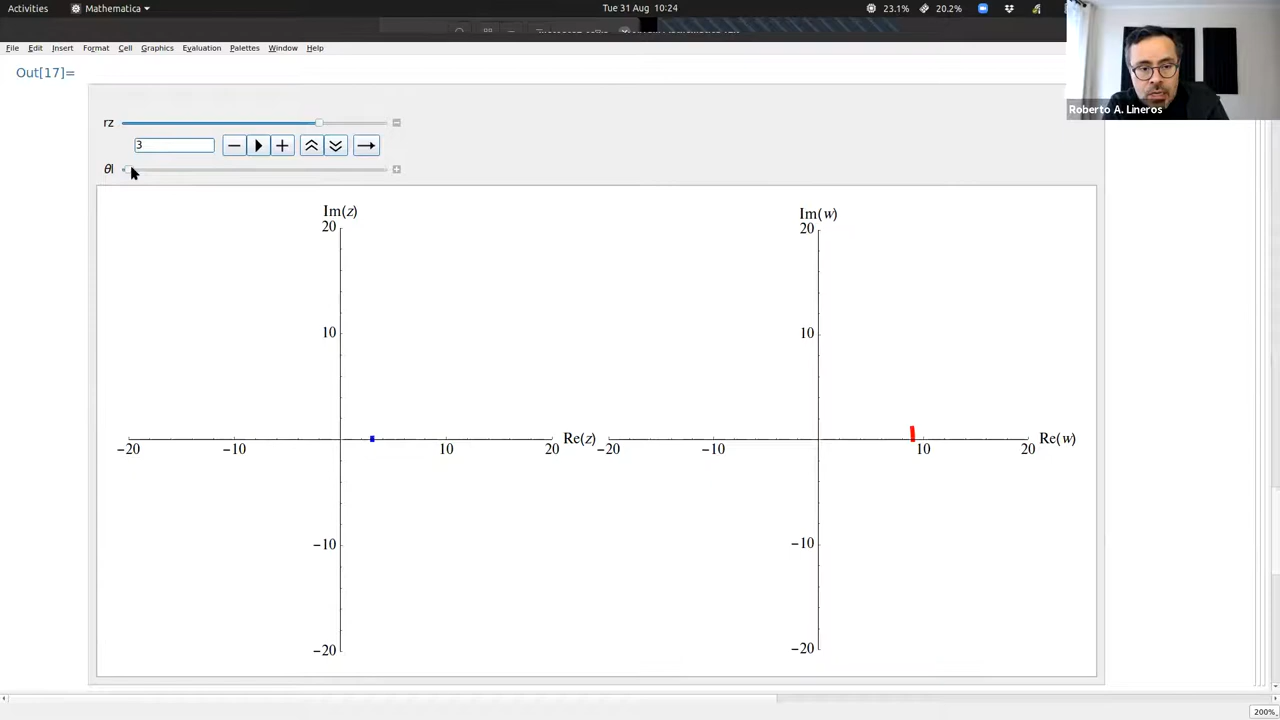 Activities Mathematica Tue 31 Aug 10:24 23.1% 20.2%
File Edit Insert Format Cell Graphics Evaluation Palettes Window Help
Roberto A. Lineros
Out[17]=
rz
3
θl
Im(z)
20
10
-20 -10 10 20 Re(z)
-10
-20
Im(w)
20
10
-20 -10 10 20 Re(w)
-10
-20
200%